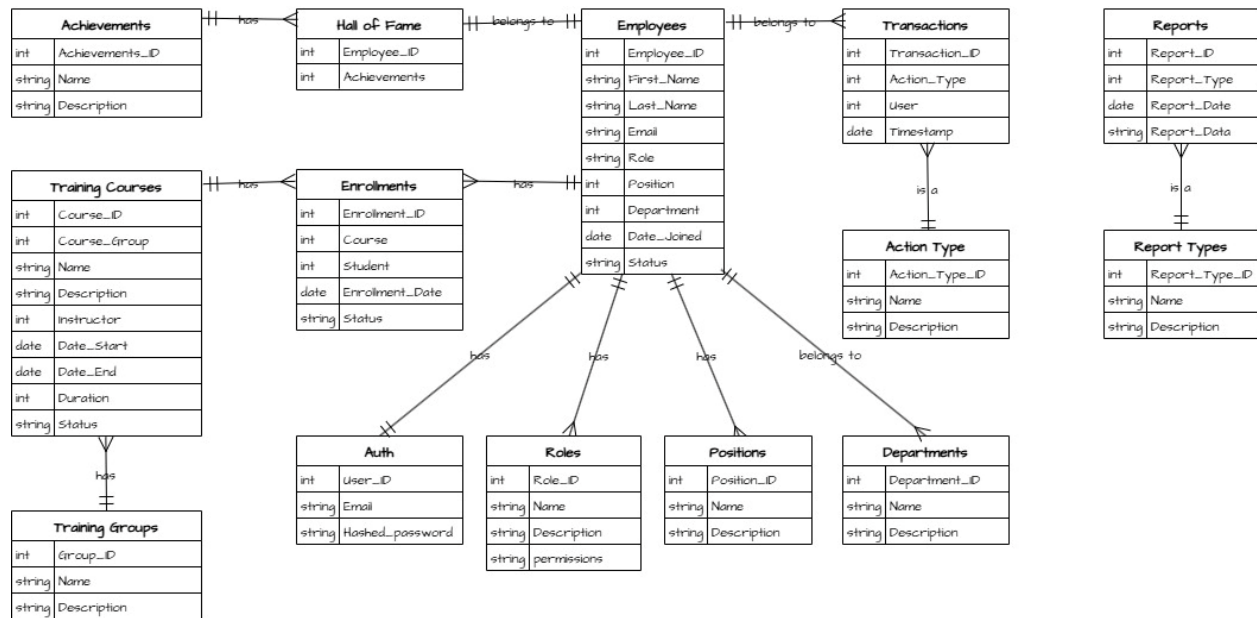 Achievements
int Achievements_ID
string Name
string Description
has
Hall of Fame
int Employee_ID
int Achievements
belongs to
Employees
int Employee_ID
string First_Name
string Last_Name
string Email
string Role
int Position
int Department
date Date_Joined
string Status
belongs to
Transactions
int Transaction_ID
int Action_Type
int User
date Timestamp
Reports
int Report_ID
int Report_Type
date Report_Date
string Report_Data
Training Courses
int Course_ID
int Course_Group
string Name
string Description
int Instructor
date Date_Start
date Date_End
int Duration
string Status
has
Enrollments
int Enrollment_ID
int Course
int Student
date Enrollment_Date
string Status
has
is a
is a
Action Type
int Action_Type_ID
string Name
string Description
Report Types
int Report_Type_ID
string Name
string Description
has
has
has
belongs to
Auth
int User_ID
string Email
string Hashed_password
Roles
int Role_ID
string Name
string Description
string permissions
Positions
int Position_ID
string Name
string Description
Departments
int Department_ID
string Name
string Description
has
Training Groups
int Group_ID
string Name
string Description